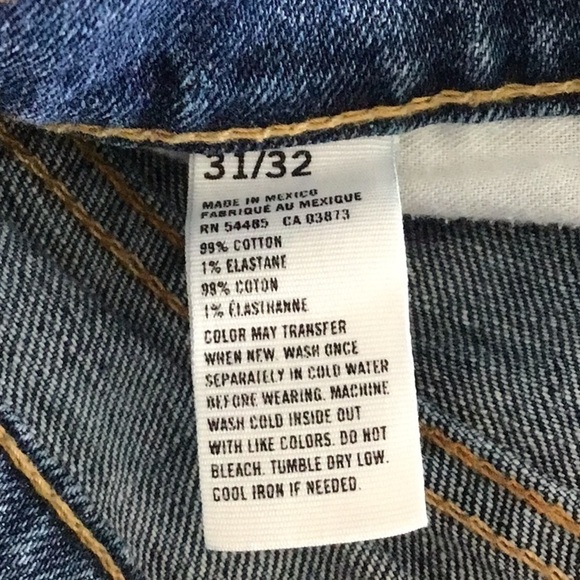 31/32
MADE IN MEXICO
FABRIQUÉ AU MEXIQUE
RN 54485 CA 03873
99% COTTON
1% ELASTANE
99% COTON
1% ÉLASTHANNE
COLOR MAY TRANSFER
WHEN NEW. WASH ONCE
SEPARATELY IN COLD WATER
BEFORE WEARING. MACHINE
WASH COLD INSIDE OUT
WITH LIKE COLORS. DO NOT
BLEACH. TUMBLE DRY LOW.
COOL IRON IF NEEDED.